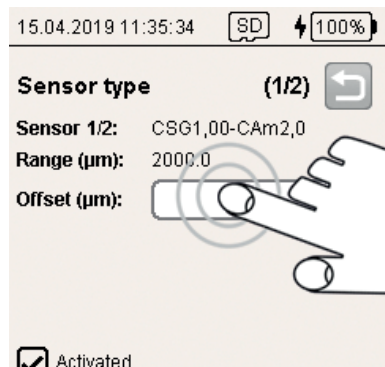 15.04.2019 11:35:34 SD 100%
Sensor type (1/2)
Sensor 1/2: CSG1,00-CAm2,0
Range (µm): 2000.0
Offset (µm):
Activated